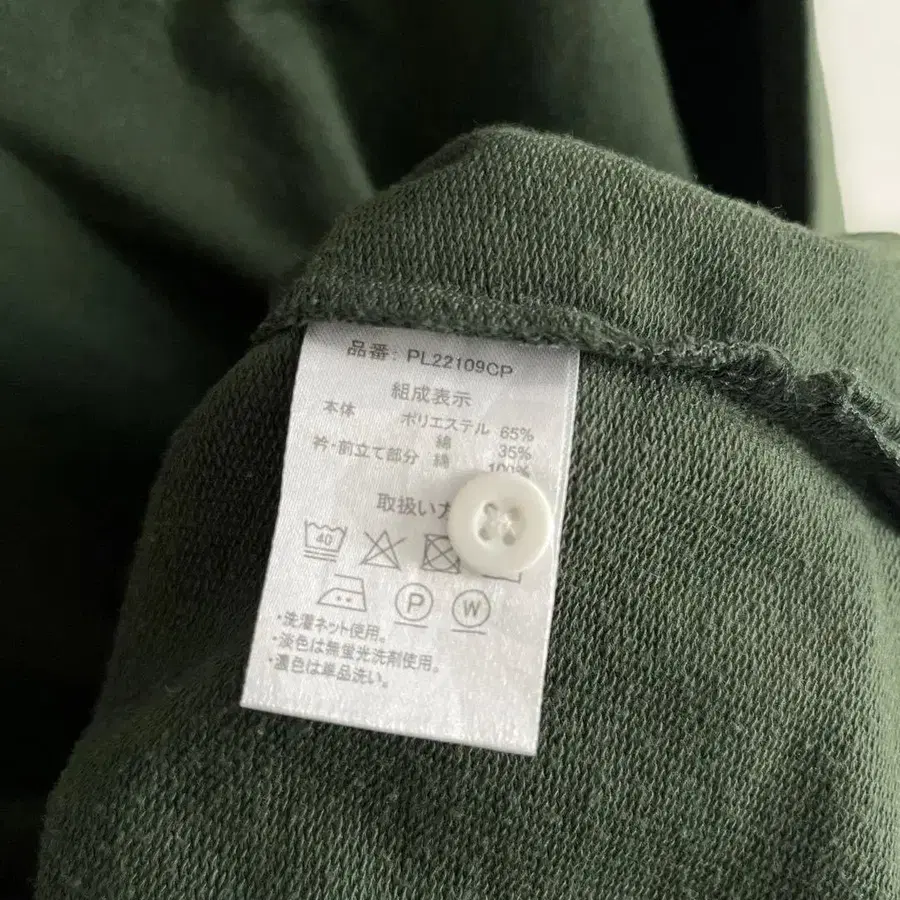 品番: PL22109CP
組成表示
本体 ポリエステル 65%
綿 35%
衿・前立て部分 綿 100%
取扱い
40
P W
・洗濯ネット使用。
・淡色は無蛍光洗剤使用。
・濃色は単品洗い。